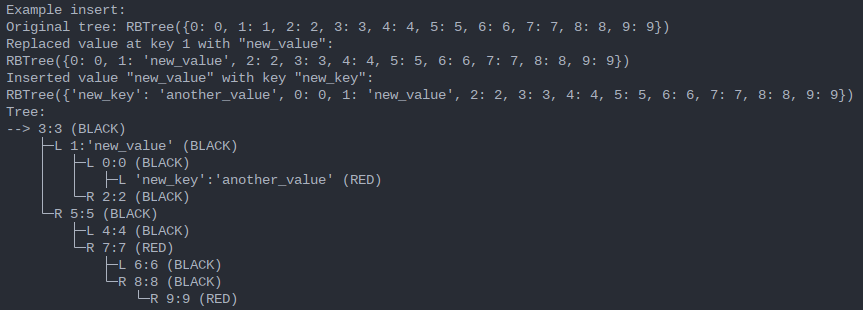 Example insert:
Original tree: RBTree({0: 0, 1: 1, 2: 2, 3: 3, 4: 4, 5: 5, 6: 6, 7: 7, 8: 8, 9: 9})
Replaced value at key 1 with "new_value":
RBTree({0: 0, 1: 'new_value', 2: 2, 3: 3, 4: 4, 5: 5, 6: 6, 7: 7, 8: 8, 9: 9})
Inserted value "new_value" with key "new_key":
RBTree({'new_key': 'another_value', 0: 0, 1: 'new_value', 2: 2, 3: 3, 4: 4, 5: 5, 6: 6, 7: 7, 8: 8, 9: 9})
Tree:
--> 3:3 (BLACK)
├─L 1:'new_value' (BLACK)
│   ├─L 0:0 (BLACK)
│   │   ├─L 'new_key':'another_value' (RED)
│   └─R 2:2 (BLACK)
└─R 5:5 (BLACK)
├─L 4:4 (BLACK)
└─R 7:7 (RED)
├─L 6:6 (BLACK)
└─R 8:8 (BLACK)
└─R 9:9 (RED)